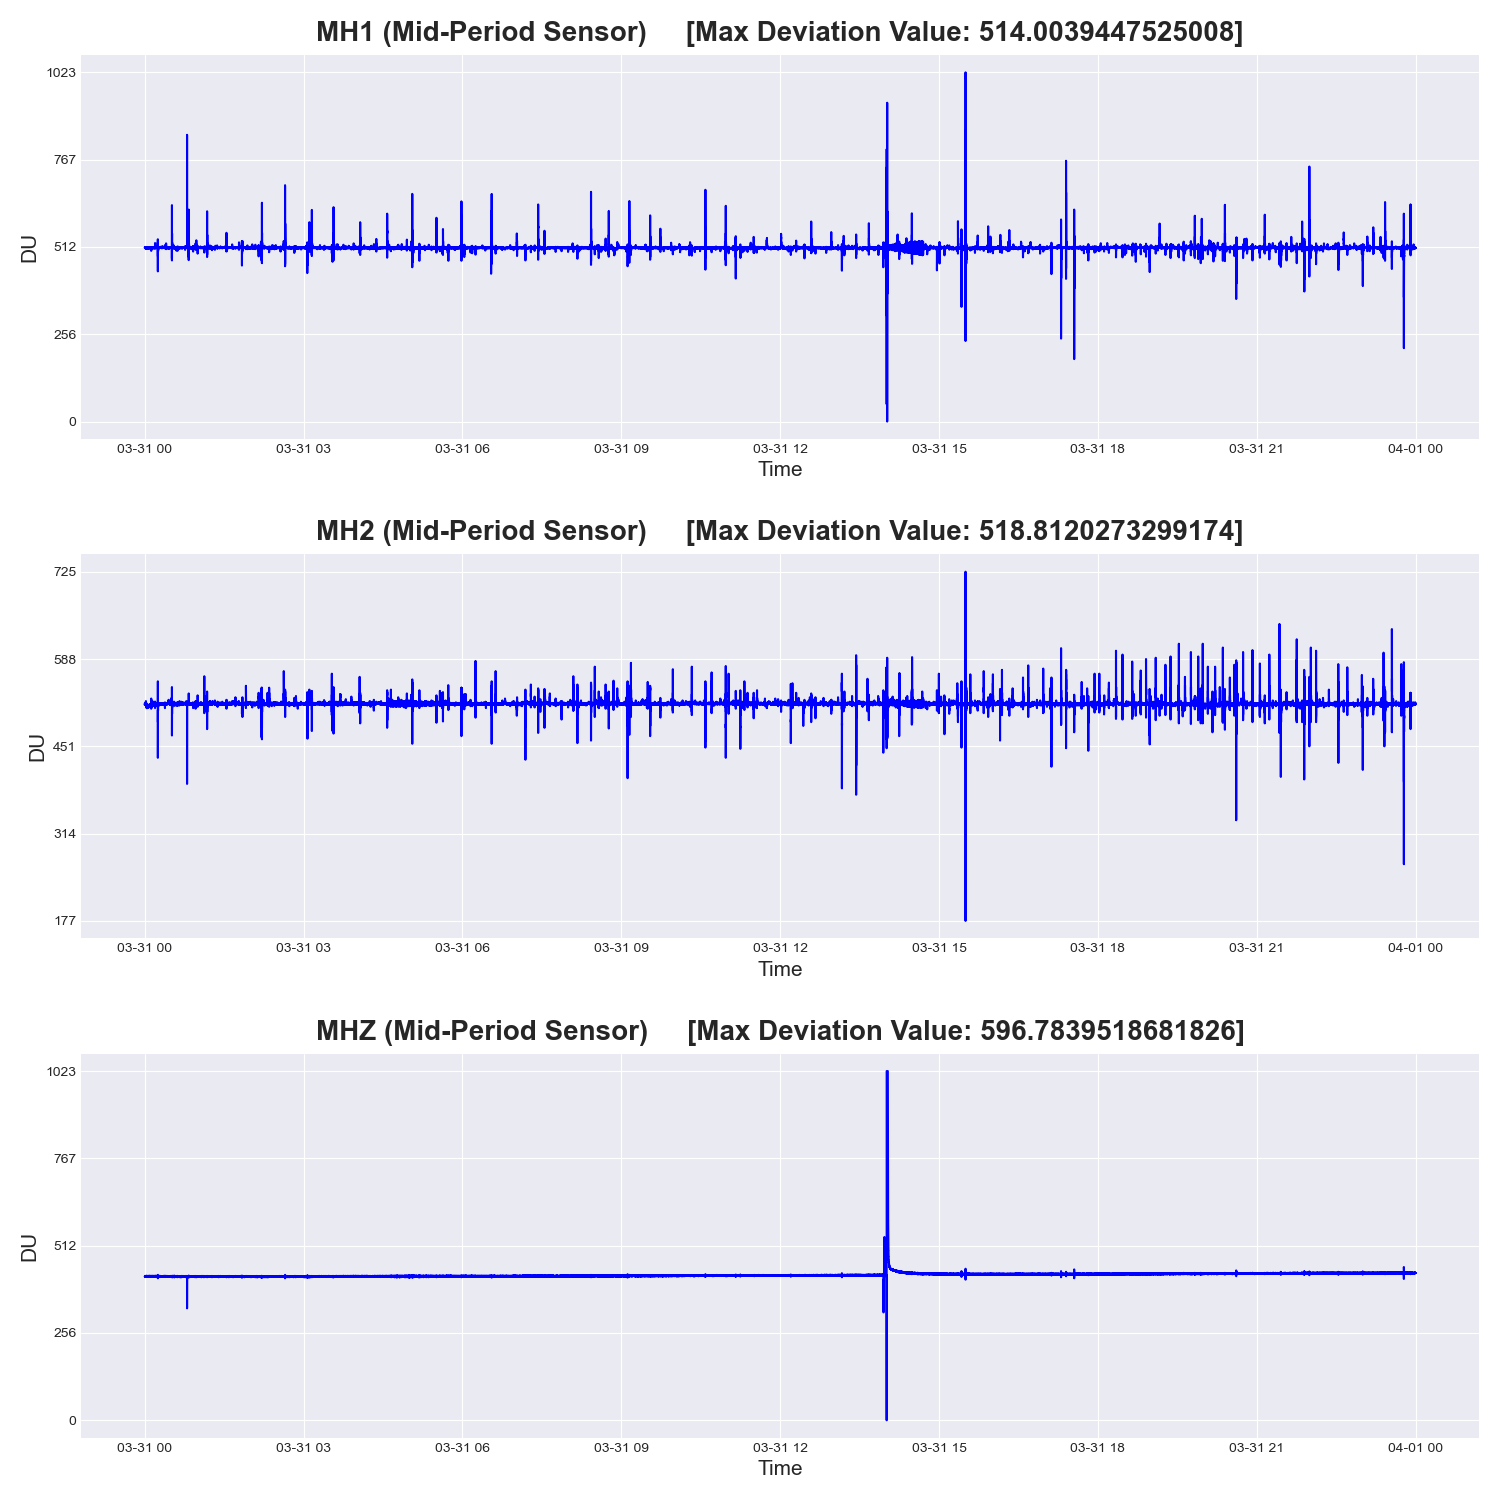 MH1 (Mid-Period Sensor) [Max Deviation Value: 514.0039447525008]
1023
767
512
256
0
DU
03-31 00 03-31 03 03-31 06 03-31 09 03-31 12 03-31 15 03-31 18 03-31 21 04-01 00
Time
MH2 (Mid-Period Sensor) [Max Deviation Value: 518.8120273299174]
725
588
451
314
177
DU
03-31 00 03-31 03 03-31 06 03-31 09 03-31 12 03-31 15 03-31 18 03-31 21 04-01 00
Time
MHZ (Mid-Period Sensor) [Max Deviation Value: 596.7839518681826]
1023
767
512
256
0
DU
03-31 00 03-31 03 03-31 06 03-31 09 03-31 12 03-31 15 03-31 18 03-31 21 04-01 00
Time